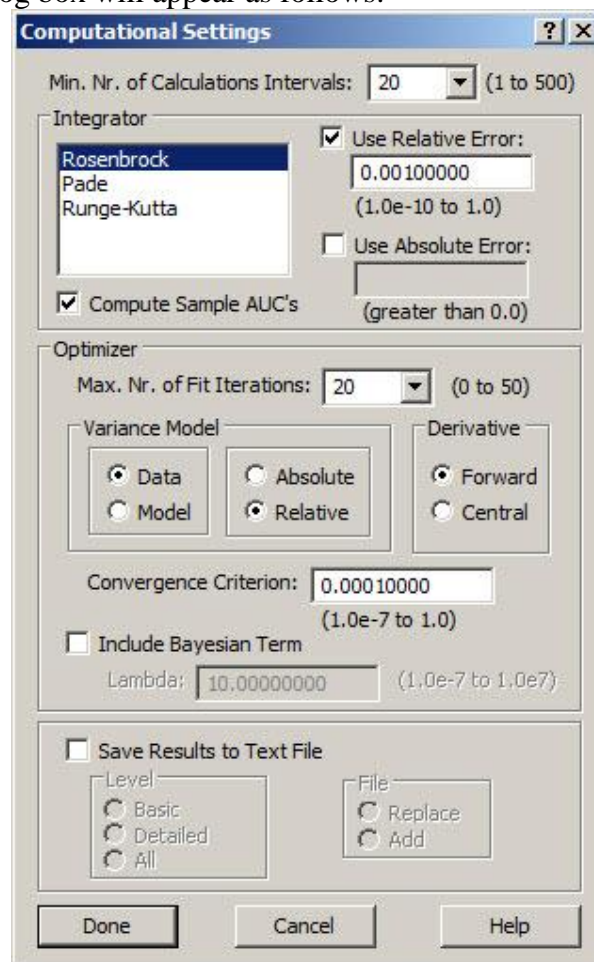 og box will appear as follows.
Computational Settings
Min. Nr. of Calculations Intervals: 20 (1 to 500)
Integrator
Rosenbrock
Pade
Runge-Kutta
Use Relative Error:
0.00100000
(1.0e-10 to 1.0)
Use Absolute Error:
(greater than 0.0)
Compute Sample AUC's
Optimizer
Max. Nr. of Fit Iterations: 20 (0 to 50)
Variance Model
Data
Model
Absolute
Relative
Derivative
Forward
Central
Convergence Criterion: 0.00010000
(1.0e-7 to 1.0)
Include Bayesian Term
Lambda: 10.00000000 (1.0e-7 to 1.0e7)
Save Results to Text File
Level
Basic
Detailed
All
File
Replace
Add
Done Cancel Help